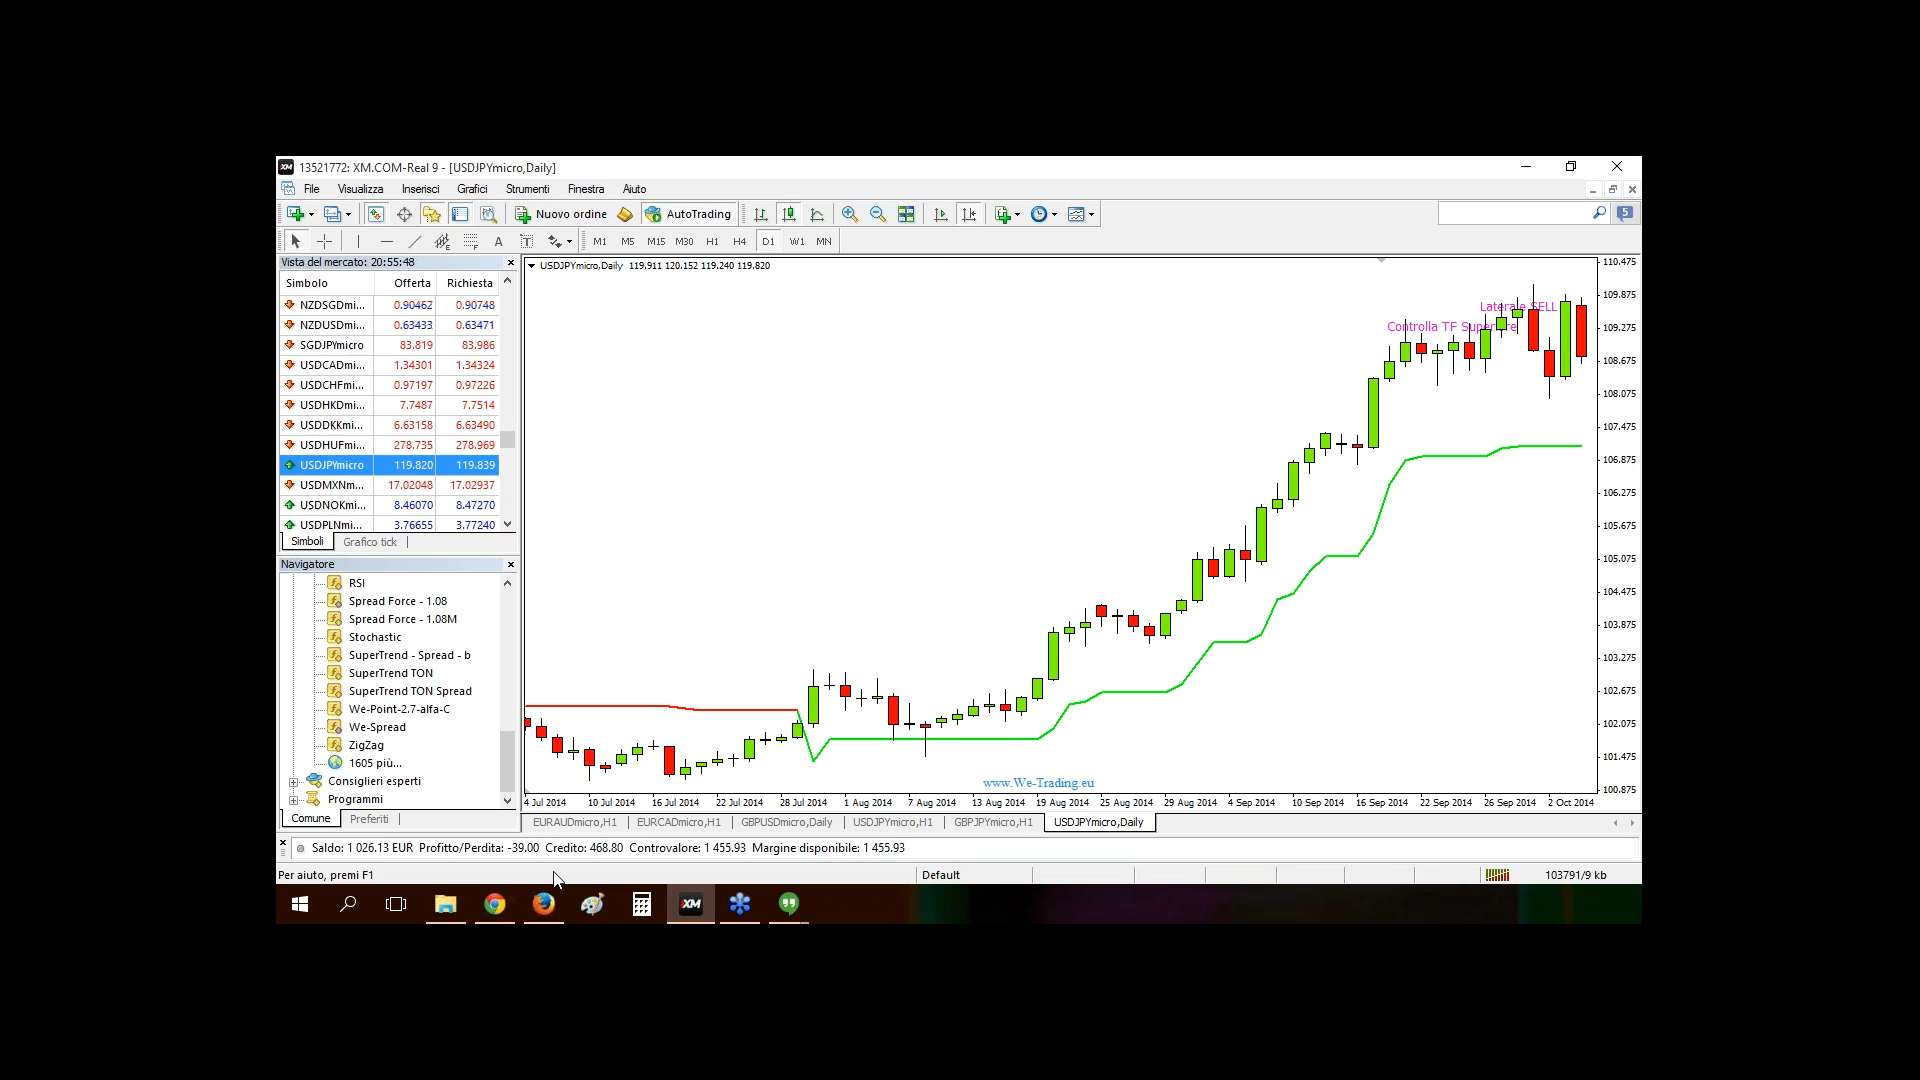 13521772: XM.COM-Real 9 - [USDJPYmicro,Daily]
File Visualizza Inserisci Grafici Strumenti Finestra Aiuto
Nuovo ordine AutoTrading 5
A T M1 M5 M15 M30 H1 H4 D1 W1 MN
Vista del mercato: 20:55:48
Simbolo Offerta Richiesta
NZDSGDmi... 0.90462 0.90748
NZDUSDmi... 0.63433 0.63471
SGDJPYmicro 83.819 83.986
USDCADmi... 1.34301 1.34324
USDCHFmi... 0.97197 0.97226
USDHKDmi... 7.7487 7.7514
USDDKKmi... 6.63158 6.63490
USDHUFmi... 278.735 278.969
USDJPYmicro 119.820 119.839
USDMXNm... 17.02048 17.02937
USDNOKmi... 8.46070 8.47270
USDPLNmi... 3.76655 3.77240
Simboli Grafico tick
Navigatore
RSI
Spread Force - 1.08
Spread Force - 1.08M
Stochastic
SuperTrend - Spread - b
SuperTrend TON
SuperTrend TON Spread
We-Point-2.7-alfa-C
We-Spread
ZigZag
1605 più...
Consiglieri esperti
Programmi
Comune Preferiti
USDJPYmicro,Daily 119.911 120.152 119.240 119.820
Laterale SELL
Controlla TF Superiore
www.We-Trading.eu
110.475
109.875
109.275
108.675
108.075
107.475
106.875
106.275
105.675
105.075
104.475
103.875
103.275
102.675
102.075
101.475
100.875
4 Jul 2014 10 Jul 2014 16 Jul 2014 22 Jul 2014 28 Jul 2014 1 Aug 2014 7 Aug 2014 13 Aug 2014 19 Aug 2014 25 Aug 2014 29 Aug 2014 4 Sep 2014 10 Sep 2014 16 Sep 2014 22 Sep 2014 26 Sep 2014 2 Oct 2014
EURAUDmicro,H1 EURCADmicro,H1 GBPUSDmicro,Daily USDJPYmicro,H1 GBPJPYmicro,H1 USDJPYmicro,Daily
Saldo: 1 026.13 EUR Profitto/Perdita: -39.00 Credito: 468.80 Controvalore: 1 455.93 Margine disponibile: 1 455.93
Per aiuto, premi F1 Default 103791/9 kb
XM